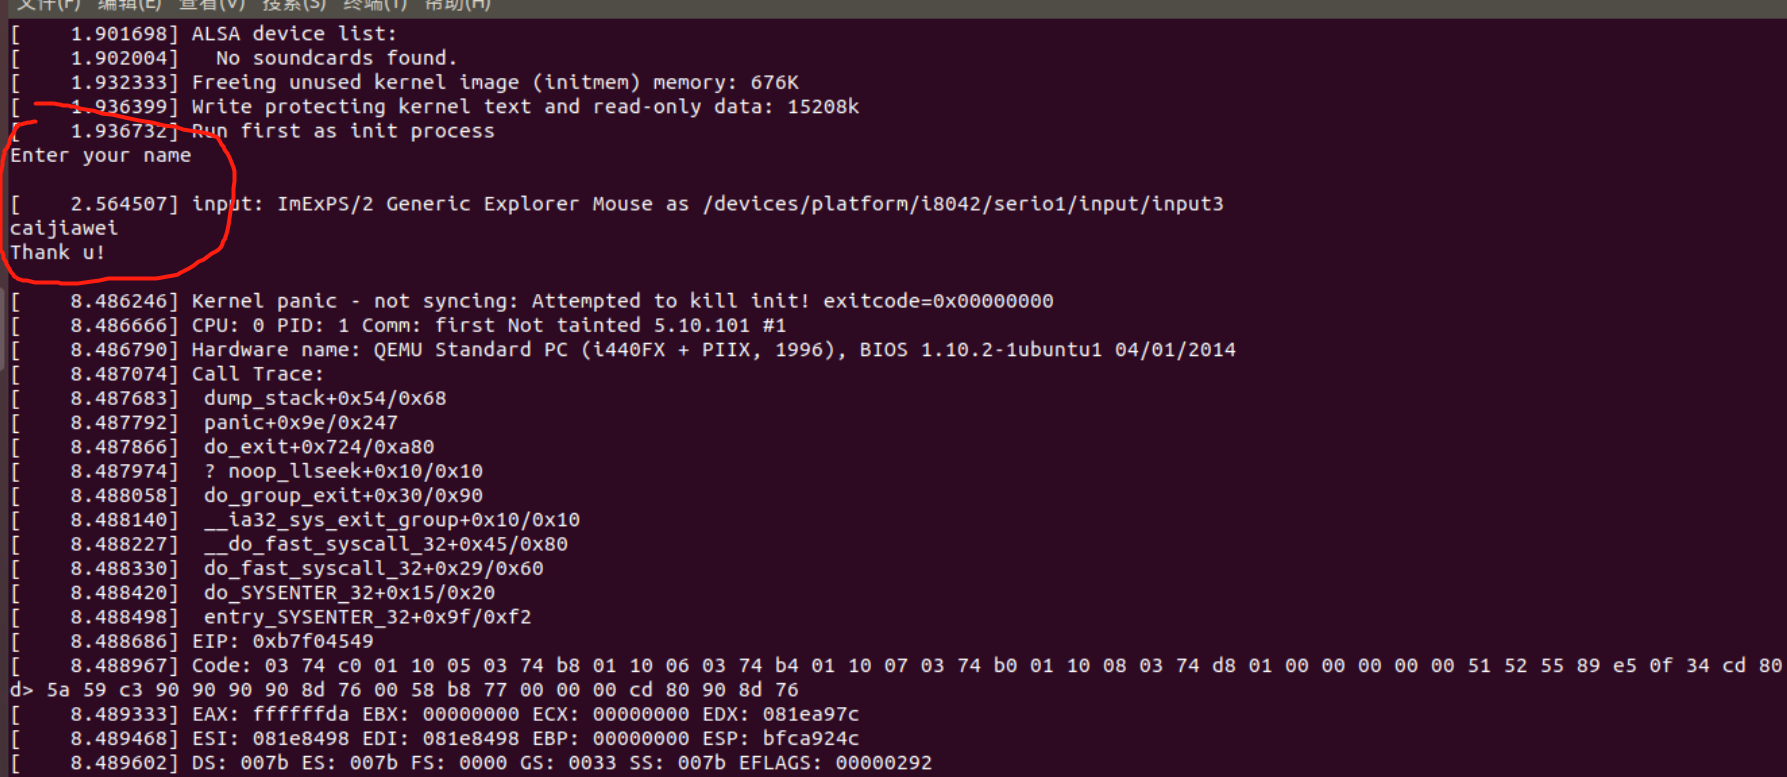 文件(F) 编辑(E) 查看(V) 搜索(S) 终端(T) 帮助(H)
[    1.901698] ALSA device list:
[    1.902004]   No soundcards found.
[    1.932333] Freeing unused kernel image (initmem) memory: 676K
[    1.936399] Write protecting kernel text and read-only data: 15208k
[    1.936732] Run first as init process
Enter your name
[    2.564507] input: ImExPS/2 Generic Explorer Mouse as /devices/platform/i8042/serio1/input/input3
caijiawei
Thank u!
[    8.486246] Kernel panic - not syncing: Attempted to kill init! exitcode=0x00000000
[    8.486666] CPU: 0 PID: 1 Comm: first Not tainted 5.10.101 #1
[    8.486790] Hardware name: QEMU Standard PC (i440FX + PIIX, 1996), BIOS 1.10.2-1ubuntu1 04/01/2014
[    8.487074] Call Trace:
[    8.487683]  dump_stack+0x54/0x68
[    8.487792]  panic+0x9e/0x247
[    8.487866]  do_exit+0x724/0xa80
[    8.487974]  ? noop_llseek+0x10/0x10
[    8.488058]  do_group_exit+0x30/0x90
[    8.488140]  __ia32_sys_exit_group+0x10/0x10
[    8.488227]  __do_fast_syscall_32+0x45/0x80
[    8.488330]  do_fast_syscall_32+0x29/0x60
[    8.488420]  do_SYSENTER_32+0x15/0x20
[    8.488498]  entry_SYSENTER_32+0x9f/0xf2
[    8.488686] EIP: 0xb7f04549
[    8.488967] Code: 03 74 c0 01 10 05 03 74 b8 01 10 06 03 74 b4 01 10 07 03 74 b0 01 10 08 03 74 d8 01 00 00 00 00 00 51 52 55 89 e5 0f 34 cd 80
d> 5a 59 c3 90 90 90 90 8d 76 00 58 b8 77 00 00 00 cd 80 90 8d 76
[    8.489333] EAX: ffffffda EBX: 00000000 ECX: 00000000 EDX: 081ea97c
[    8.489468] ESI: 081e8498 EDI: 081e8498 EBP: 00000000 ESP: bfca924c
[    8.489602] DS: 007b ES: 007b FS: 0000 GS: 0033 SS: 007b EFLAGS: 00000292